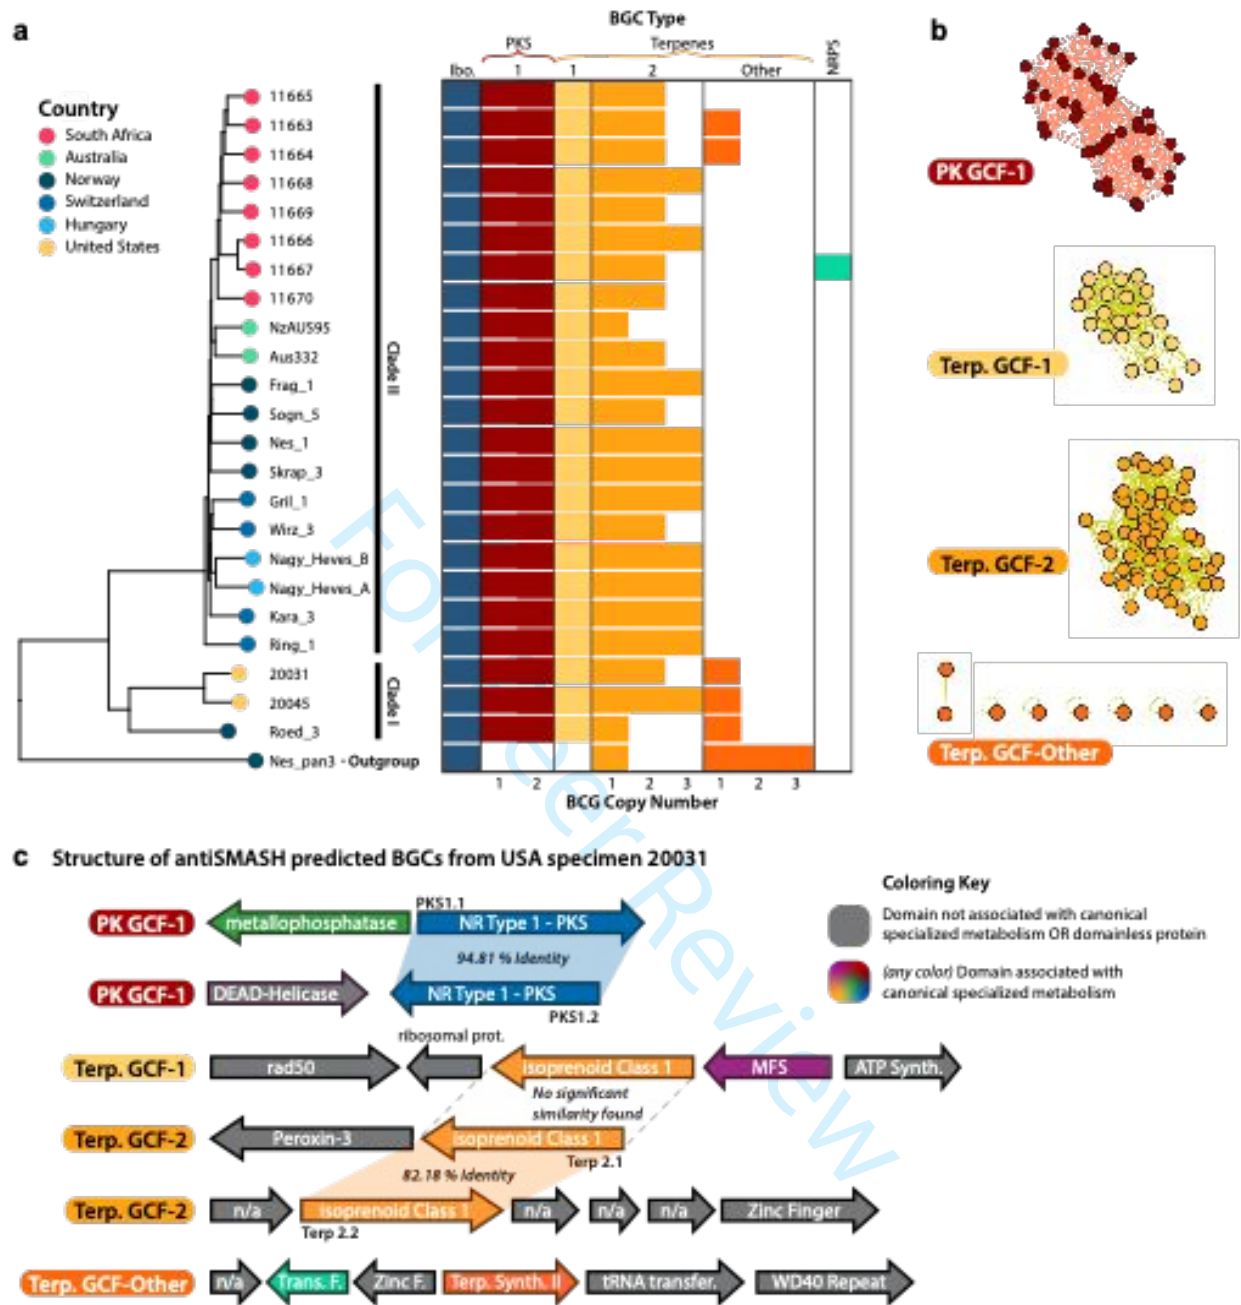 a
BGC Type
PKS
Terpenes
NRPS
Ibo.
1
1
2
Other
Country
South Africa
Australia
Norway
Switzerland
Hungary
United States
11665
11663
11664
11668
11669
11666
11667
11670
NzAUS95
Aus332
Frag_1
Sogn_5
Nes_1
Skrap_3
Gril_1
Wirz_3
Nagy_Heves_B
Nagy_Heves_A
Kara_3
Ring_1
20031
20045
Roed_3
Nes_pan3 - Outgroup
Clade II
Clade I
1 2 1 2 3 1 2 3
BCG Copy Number
b
PK GCF-1
Terp. GCF-1
Terp. GCF-2
Terp. GCF-Other
c Structure of antiSMASH predicted BGCs from USA specimen 20031
Coloring Key
Domain not associated with canonical
specialized metabolism OR domainless protein
(any color) Domain associated with
canonical specialized metabolism
PK GCF-1
metallophosphatase
PKS1.1
NR Type 1 - PKS
94.81 % Identity
PK GCF-1
DEAD-Helicase
NR Type 1 - PKS
PKS1.2
ribosomal prot.
Terp. GCF-1
rad50
isoprenoid Class 1
MFS
ATP Synth.
No significant
similarity found
Terp. GCF-2
Peroxin-3
isoprenoid Class 1
Terp 2.1
82.18 % Identity
Terp. GCF-2
n/a
isoprenoid Class 1
n/a
n/a
n/a
Zinc Finger
Terp 2.2
Terp. GCF-Other
n/a
Trans. F.
Zinc F.
Terp. Synth. II
tRNA transfer.
WD40 Repeat
For Peer Review